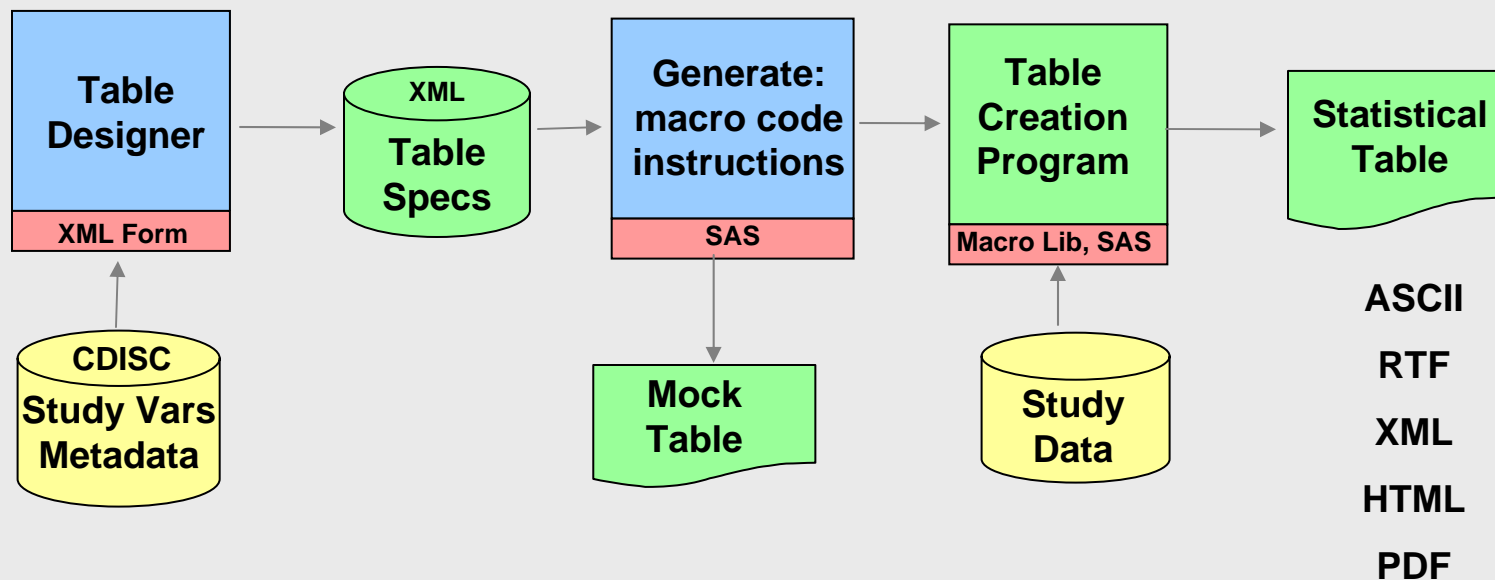 Table
Designer
XML Form
CDISC
Study Vars
Metadata
XML
Table
Specs
Generate:
macro code
instructions
SAS
Mock
Table
Table
Creation
Program
Macro Lib, SAS
Study
Data
Statistical
Table
ASCII
RTF
XML
HTML
PDF